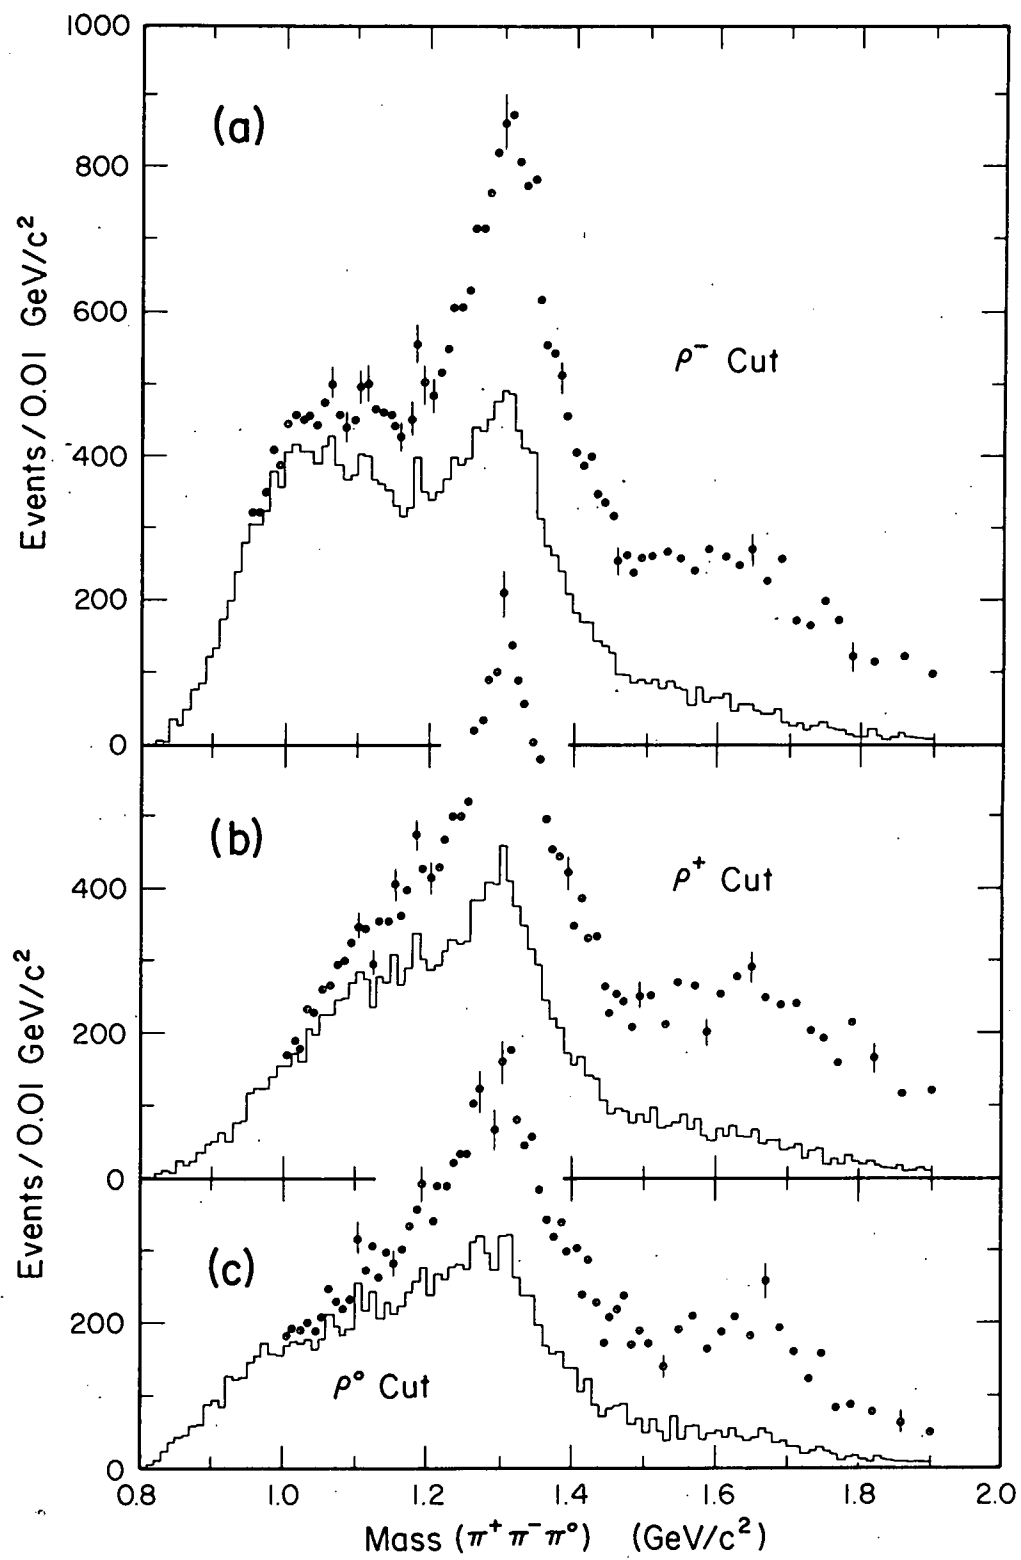 1000
(a)
800
Events/0.01 GeV/c²
600
ρ⁻ Cut
400
200
0
(b)
ρ⁺ Cut
400
Events/0.01 GeV/c²
200
0
(c)
200
ρ⁰ Cut
0
0.8 1.0 1.2 1.4 1.6 1.8 2.0
Mass (π⁺ π⁻ π⁰) (GeV/c²)